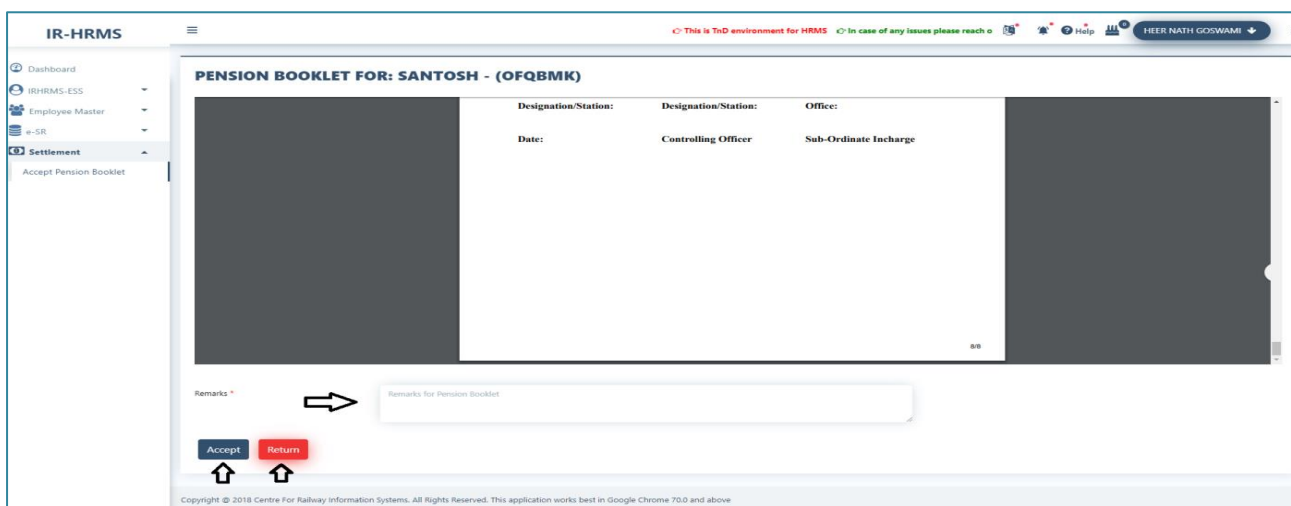 IR-HRMS
This is TnD environment for HRMS In case of any issues please reach o Help 0 HEER NATH GOSWAMI
Dashboard
IRHRMS-ESS
Employee Master
e-SR
Settlement
Accept Pension Booklet
PENSION BOOKLET FOR: SANTOSH - (OFQBMK)
Designation/Station: Designation/Station: Office:
Date: Controlling Officer Sub-Ordinate Incharge
8/8
Remarks * Remarks for Pension Booklet
Accept Return
Copyright @ 2018 Centre For Railway Information Systems. All Rights Reserved. This application works best in Google Chrome 70.0 and above